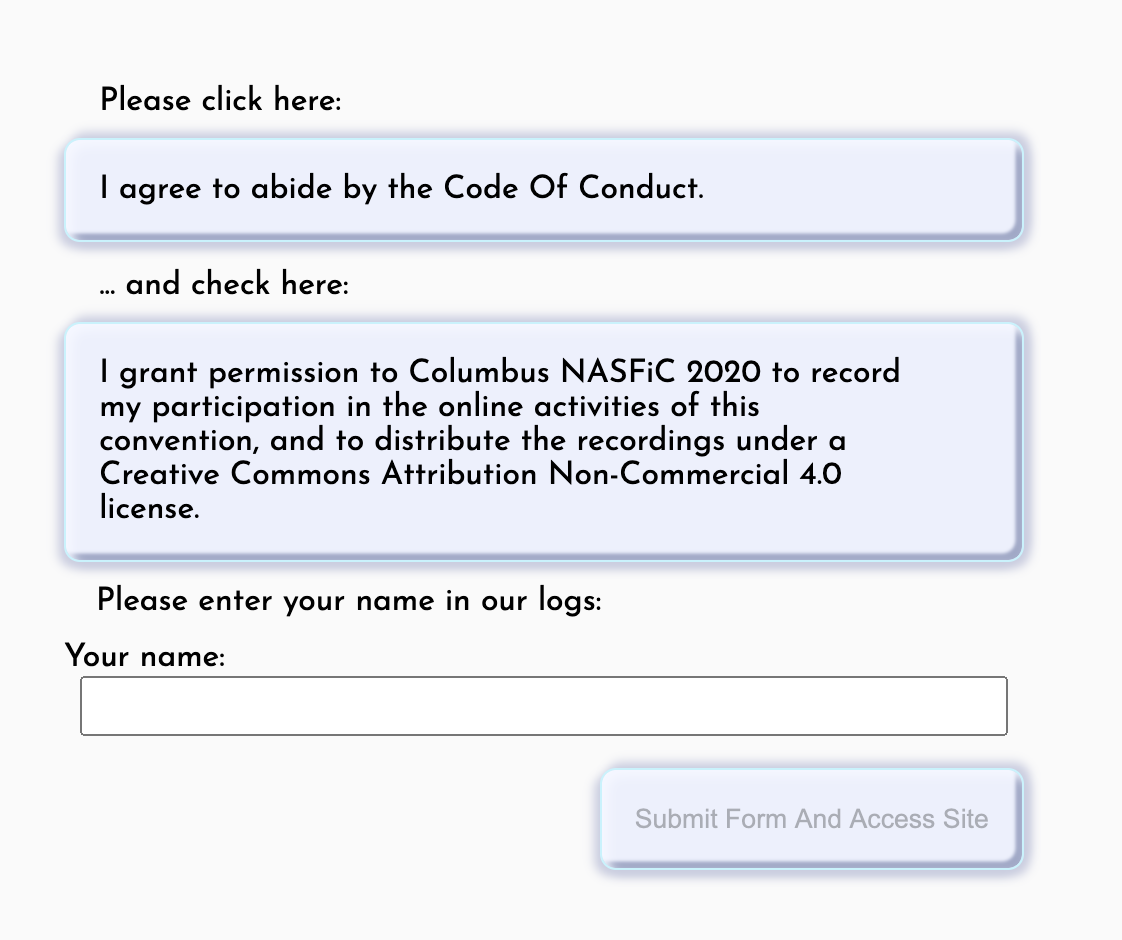 Please click here:
I agree to abide by the Code Of Conduct.
... and check here:
I grant permission to Columbus NASFiC 2020 to record
my participation in the online activities of this
convention, and to distribute the recordings under a
Creative Commons Attribution Non-Commercial 4.0
license.
Please enter your name in our logs:
Your name:
Submit Form And Access Site